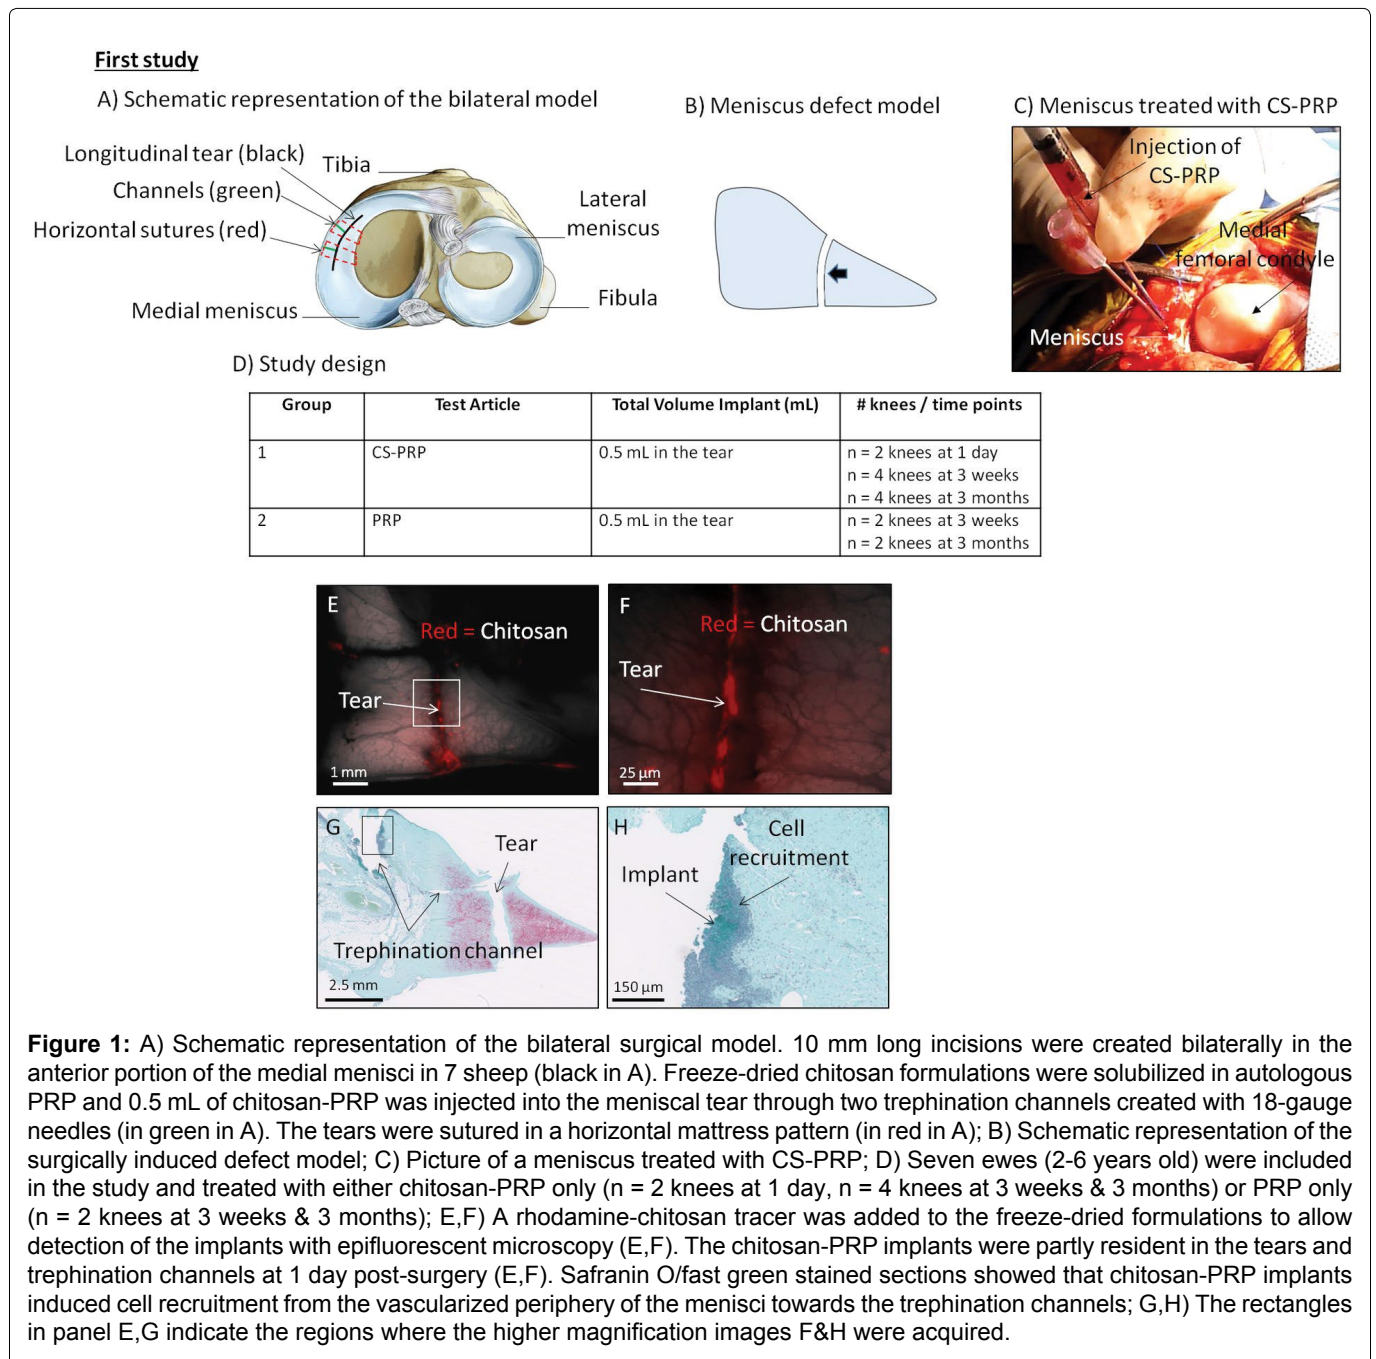 First study
A) Schematic representation of the bilateral model
B) Meniscus defect model
C) Meniscus treated with CS-PRP
Longitudinal tear (black)
Channels (green)
Horizontal sutures (red)
Tibia
Lateral
meniscus
Medial meniscus
Fibula
Injection of
CS-PRP
Medial
femoral condyle
Meniscus
D) Study design
Group Test Article Total Volume Implant (mL) # knees / time points
1 CS-PRP 0.5 mL in the tear n = 2 knees at 1 day
n = 4 knees at 3 weeks
n = 4 knees at 3 months
2 PRP 0.5 mL in the tear n = 2 knees at 3 weeks
n = 2 knees at 3 months
E
Red = Chitosan
Tear
1 mm
F
Red = Chitosan
Tear
25 µm
G
Tear
Trephination channel
2.5 mm
H
Cell
recruitment
Implant
150 µm
Figure 1: A) Schematic representation of the bilateral surgical model. 10 mm long incisions were created bilaterally in the
anterior portion of the medial menisci in 7 sheep (black in A). Freeze-dried chitosan formulations were solubilized in autologous
PRP and 0.5 mL of chitosan-PRP was injected into the meniscal tear through two trephination channels created with 18-gauge
needles (in green in A). The tears were sutured in a horizontal mattress pattern (in red in A); B) Schematic representation of the
surgically induced defect model; C) Picture of a meniscus treated with CS-PRP; D) Seven ewes (2-6 years old) were included
in the study and treated with either chitosan-PRP only (n = 2 knees at 1 day, n = 4 knees at 3 weeks & 3 months) or PRP only
(n = 2 knees at 3 weeks & 3 months); E,F) A rhodamine-chitosan tracer was added to the freeze-dried formulations to allow
detection of the implants with epifluorescent microscopy (E,F). The chitosan-PRP implants were partly resident in the tears and
trephination channels at 1 day post-surgery (E,F). Safranin O/fast green stained sections showed that chitosan-PRP implants
induced cell recruitment from the vascularized periphery of the menisci towards the trephination channels; G,H) The rectangles
in panel E,G indicate the regions where the higher magnification images F&H were acquired.